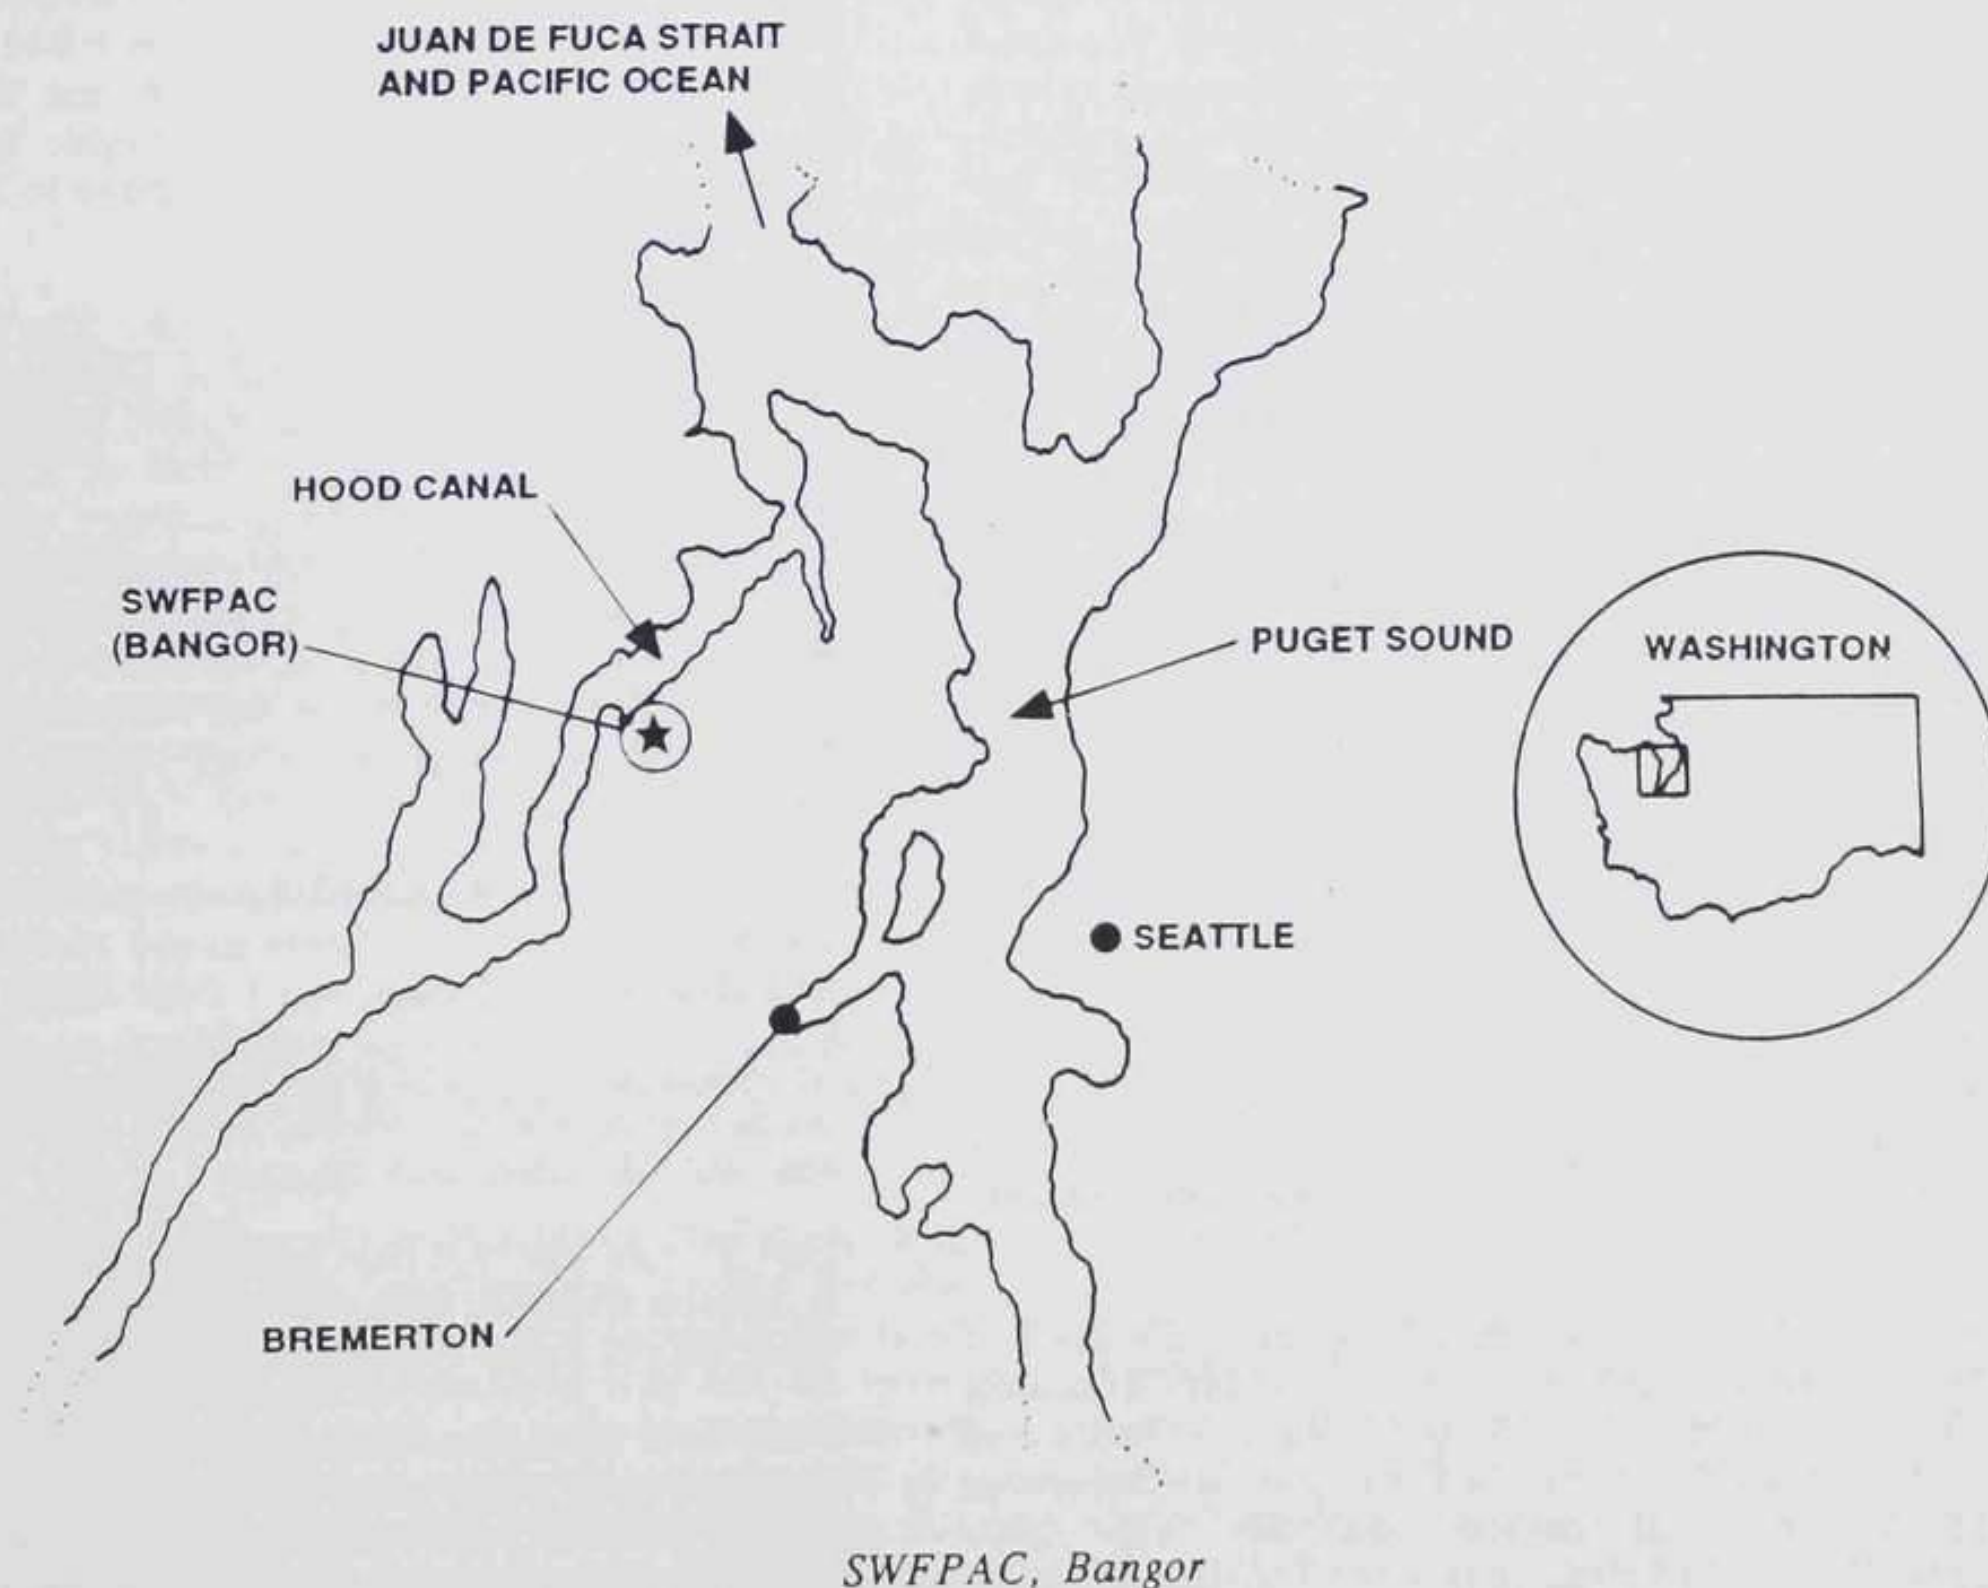 JUAN DE FUCA STRAIT
AND PACIFIC OCEAN
HOOD CANAL
SWFPAC
(BANGOR)
PUGET SOUND
WASHINGTON
SEATTLE
BREMERTON
SWFPAC, Bangor